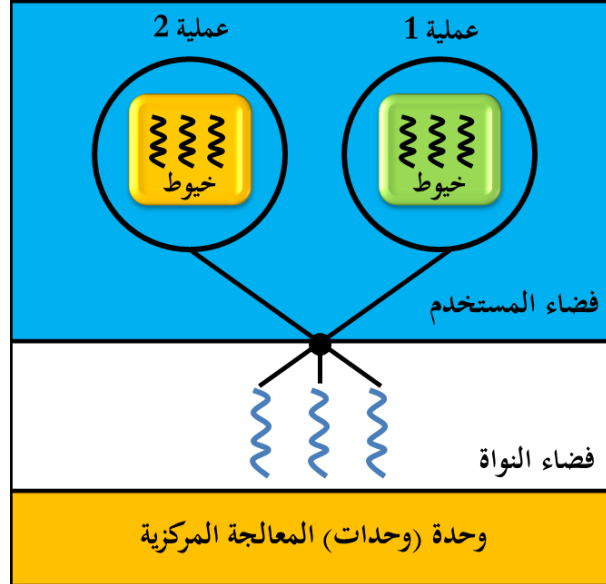 عملية 1
عملية 2
خيوط
خيوط
فضاء المستخدم
فضاء النواة
وحدة (وحدات) المعالجة المركزية